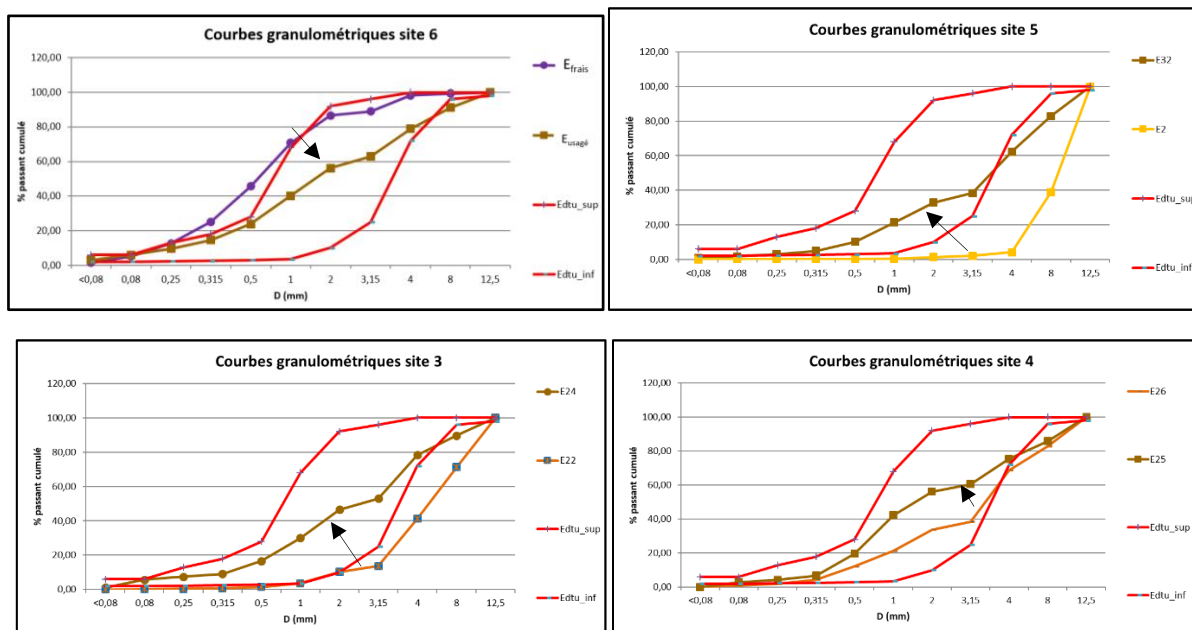 Courbes granulométriques site 6
120,00
100,00
80,00
60,00
40,00
20,00
0,00
% passant cumulé
<0,08 0,08 0,25 0,315 0,5 1 2 3,15 4 8 12,5
D (mm)
Efrais
Eusagé
Edtu_sup
Edtu_inf
Courbes granulométriques site 5
120,00
100,00
80,00
60,00
40,00
20,00
0,00
% passant cumulé
<0,08 0,08 0,25 0,315 0,5 1 2 3,15 4 8 12,5
D (mm)
E32
E2
Edtu_sup
Edtu_inf
Courbes granulométriques site 3
120,00
100,00
80,00
60,00
40,00
20,00
0,00
% passant cumulé
<0,08 0,08 0,25 0,315 0,5 1 2 3,15 4 8 12,5
D (mm)
E24
E22
Edtu_sup
Edtu_inf
Courbes granulométriques site 4
120,00
100,00
80,00
60,00
40,00
20,00
0,00
% passant cumulé
<0,08 0,08 0,25 0,315 0,5 1 2 3,15 4 8 12,5
D (mm)
E26
E25
Edtu_sup
Edtu_inf